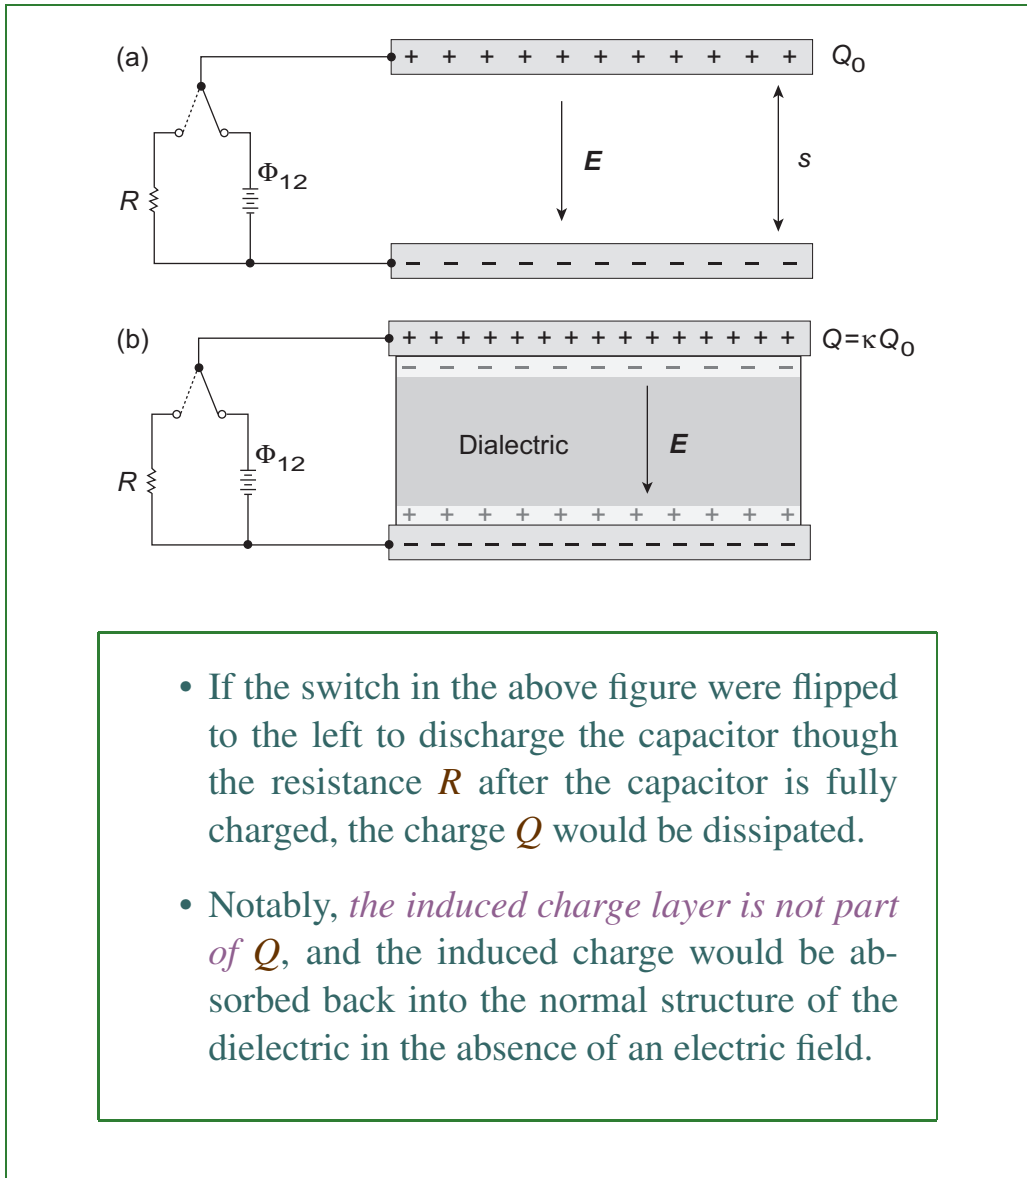 (a)
Q0
E
s
Φ12
R
(b)
Q=κQ0
Dialectric
E
Φ12
R
• If the switch in the above figure were flipped
to the left to discharge the capacitor though
the resistance R after the capacitor is fully
charged, the charge Q would be dissipated.
• Notably, the induced charge layer is not part
of Q, and the induced charge would be ab-
sorbed back into the normal structure of the
dielectric in the absence of an electric field.